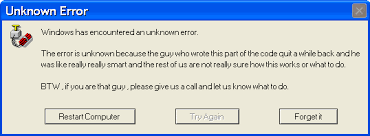 Unknown Error
Windows has encountered an unknown error.
The error is unknown because the guy who wrote this part of the code quit a while back and he
was like really really smart and the rest of us are not really sure how this works or what to do.
BTW , if you are that guy , please give us a call and let us know what to do.
Restart Computer
Try Again
Forget it